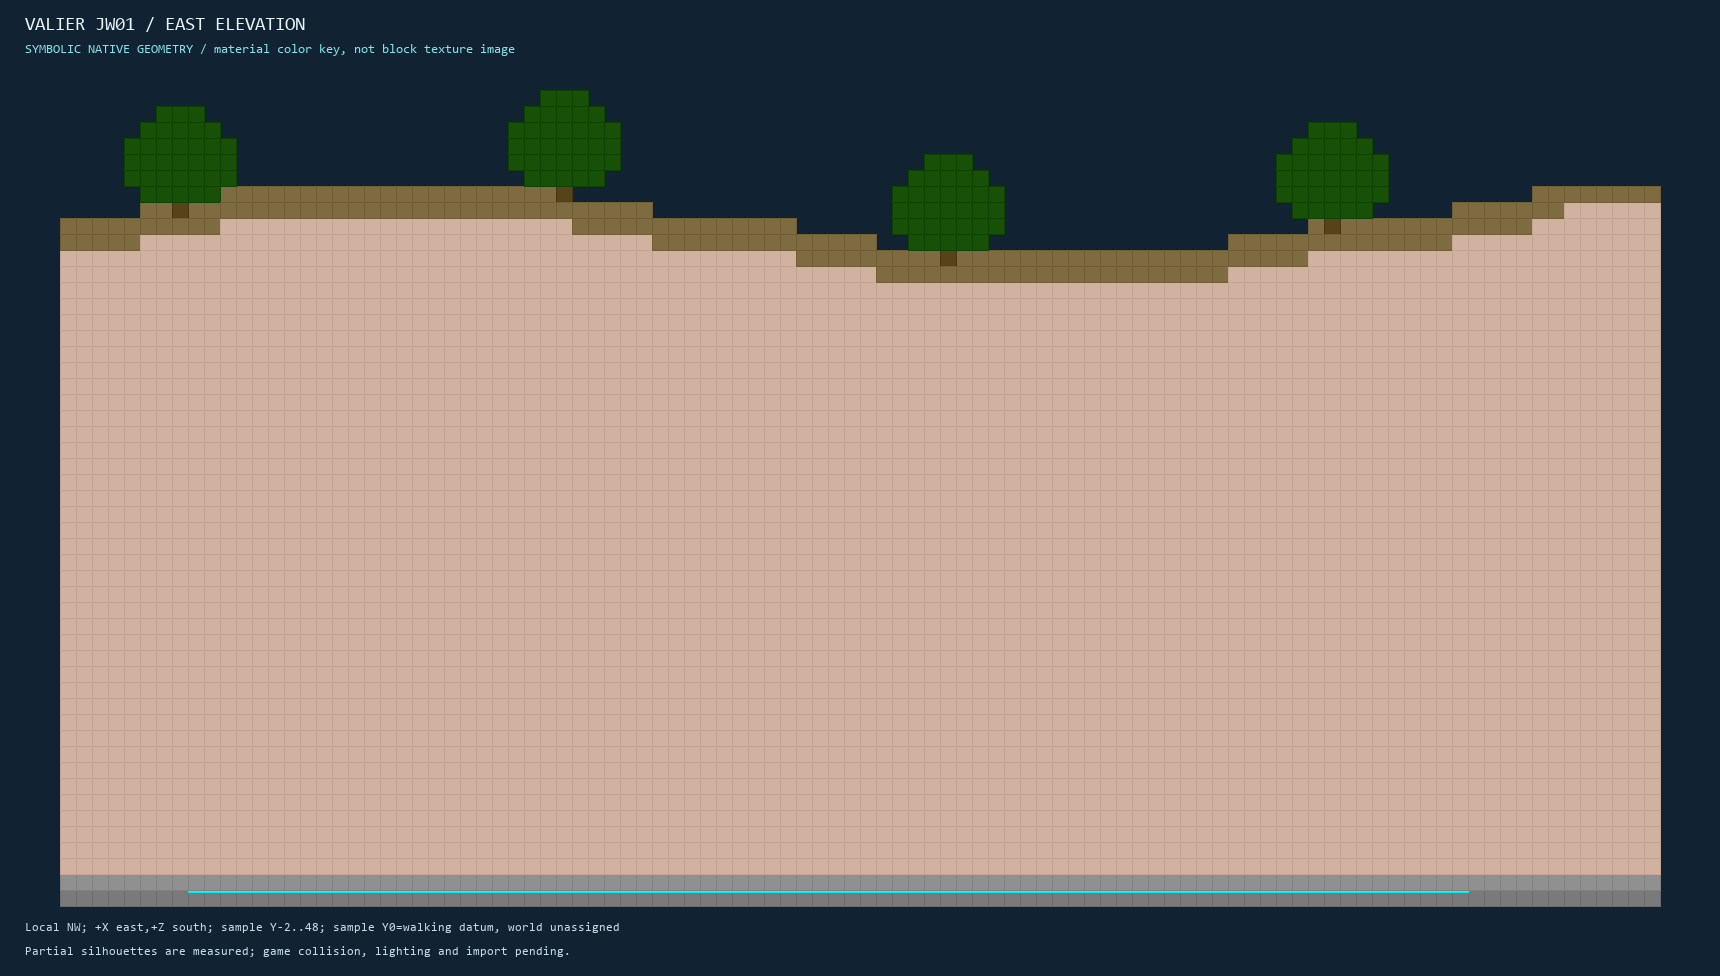 VALIER JW01 / EAST ELEVATION
SYMBOLIC NATIVE GEOMETRY / material color key, not block texture image
Local NW; +X east,+Z south; sample Y-2..48; sample Y0=walking datum, world unassigned
Partial silhouettes are measured; game collision, lighting and import pending.